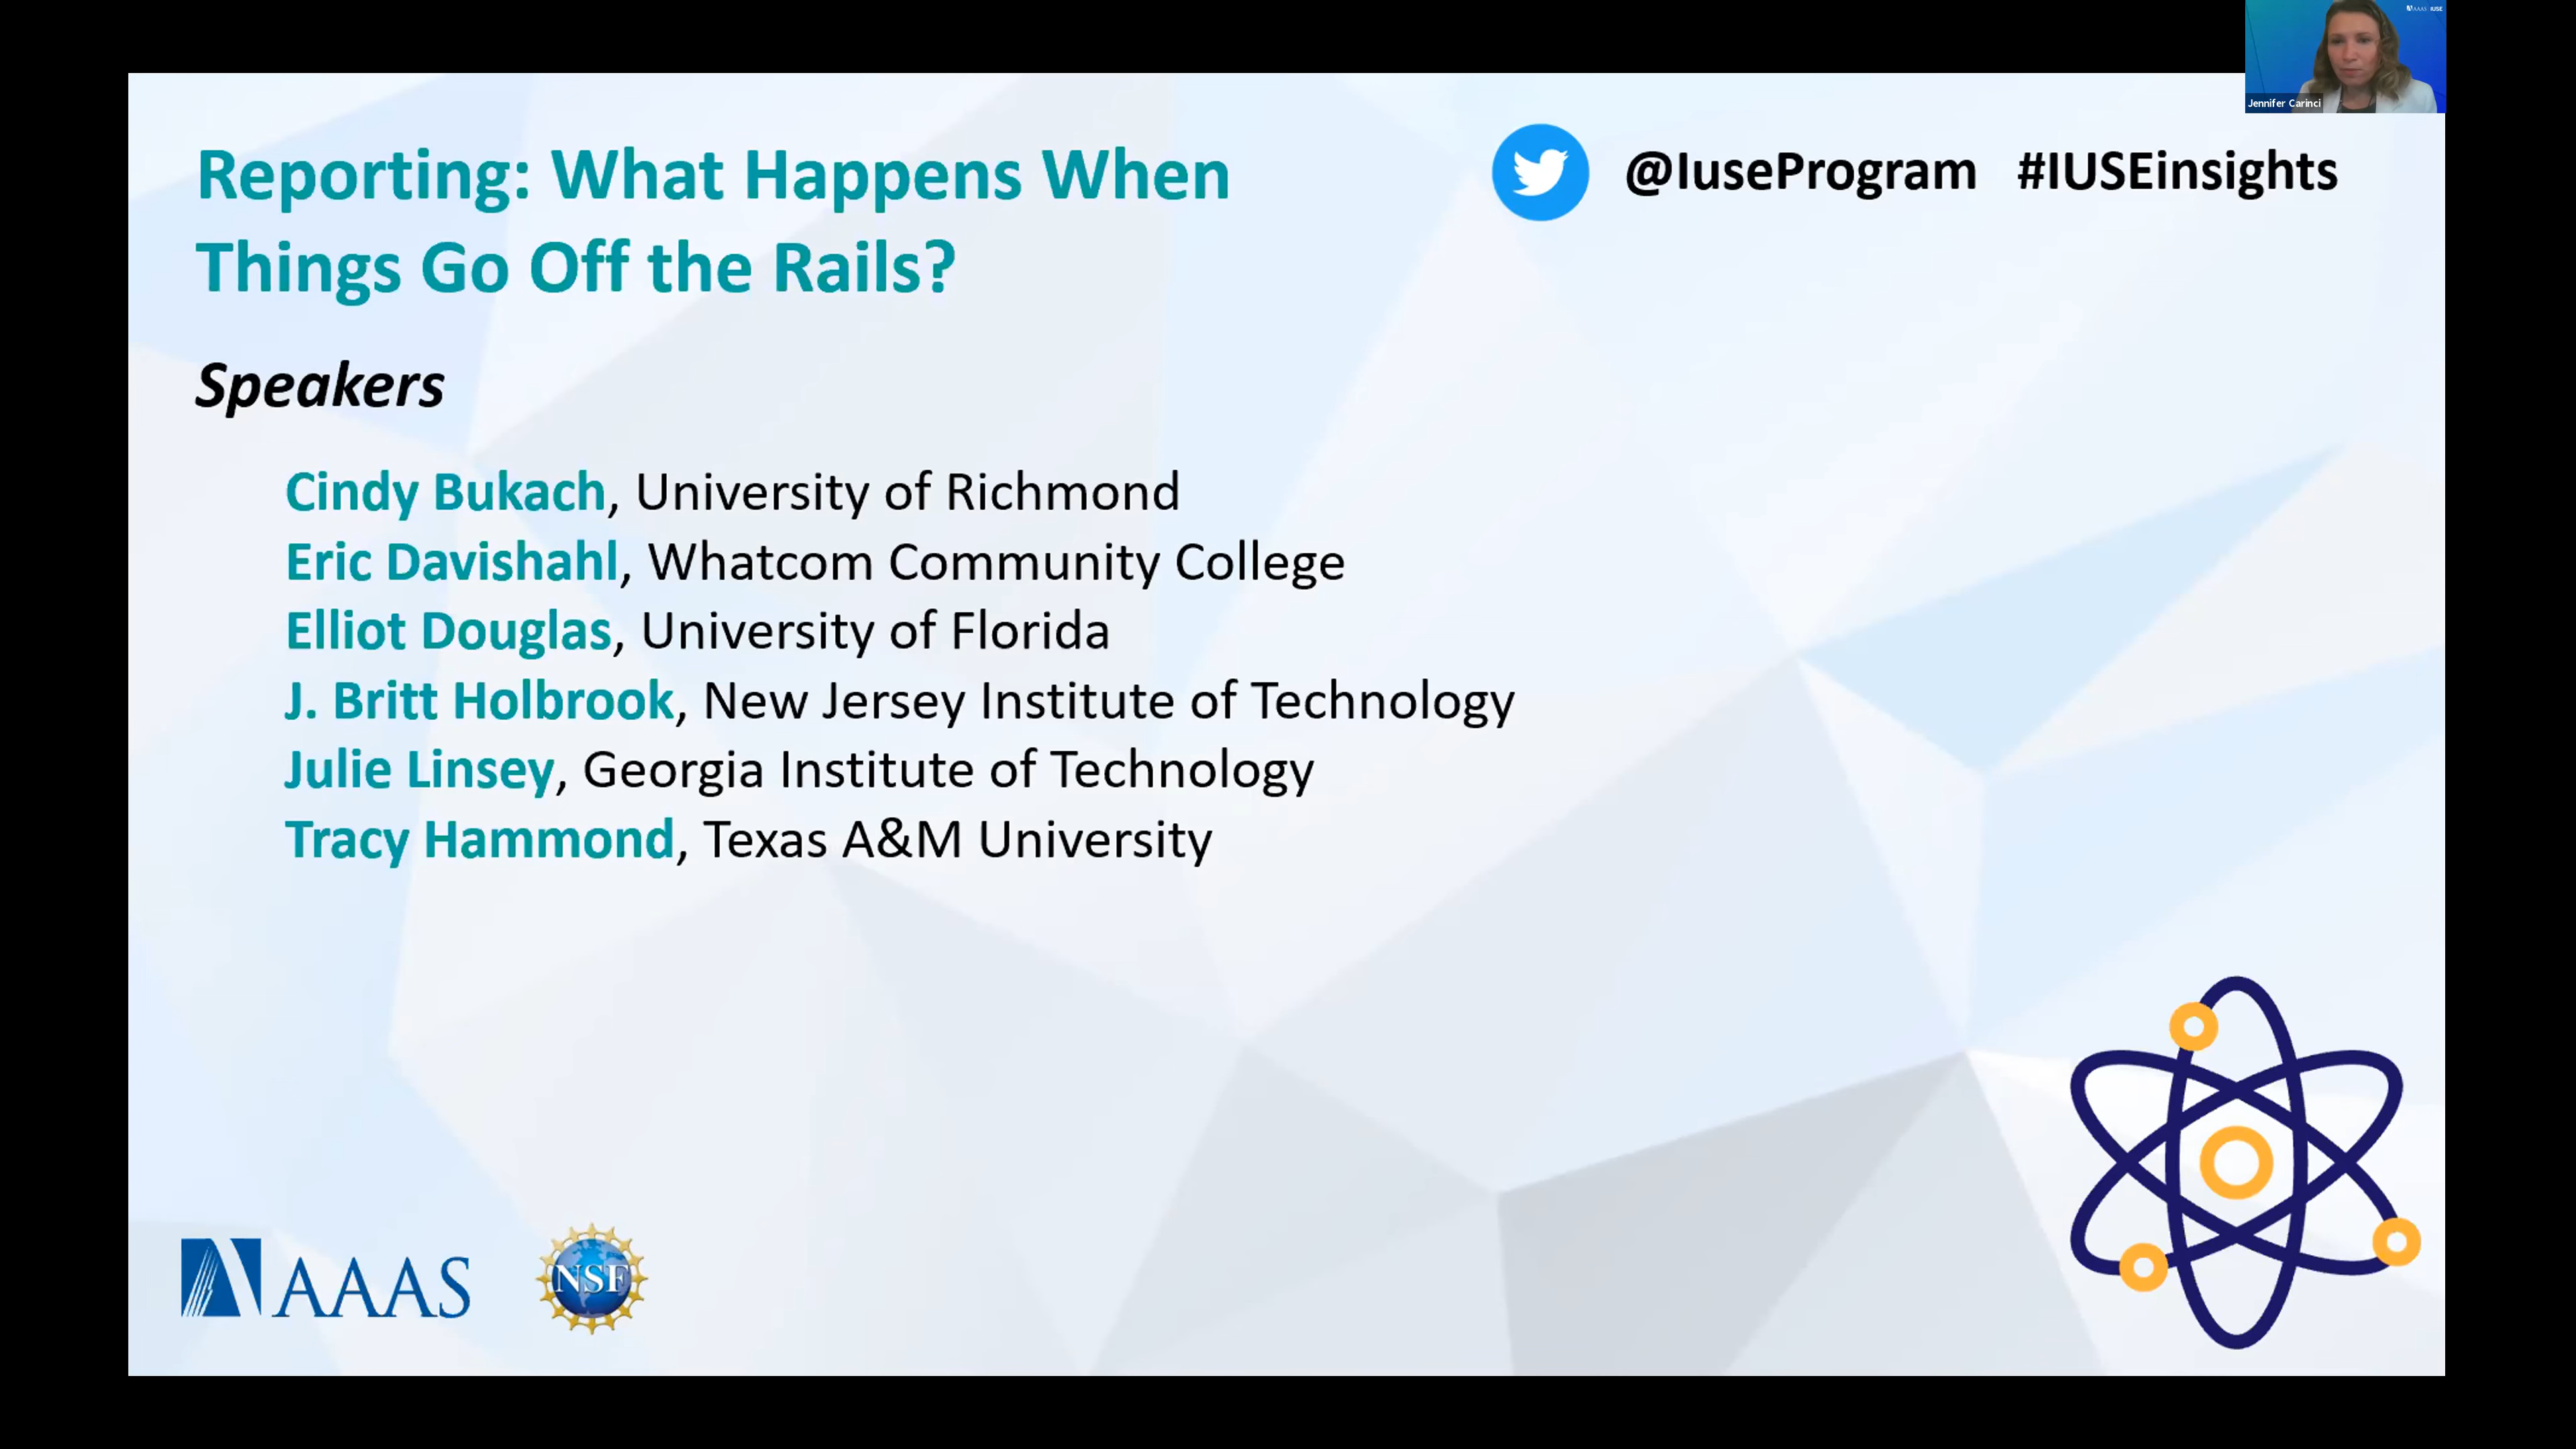 AAAS IUSE
Jennifer Carinci
Reporting: What Happens When
Things Go Off the Rails?
@IuseProgram #IUSEinsights
Speakers
Cindy Bukach, University of Richmond
Eric Davishahl, Whatcom Community College
Elliot Douglas, University of Florida
J. Britt Holbrook, New Jersey Institute of Technology
Julie Linsey, Georgia Institute of Technology
Tracy Hammond, Texas A&M University
AAAS
NSF